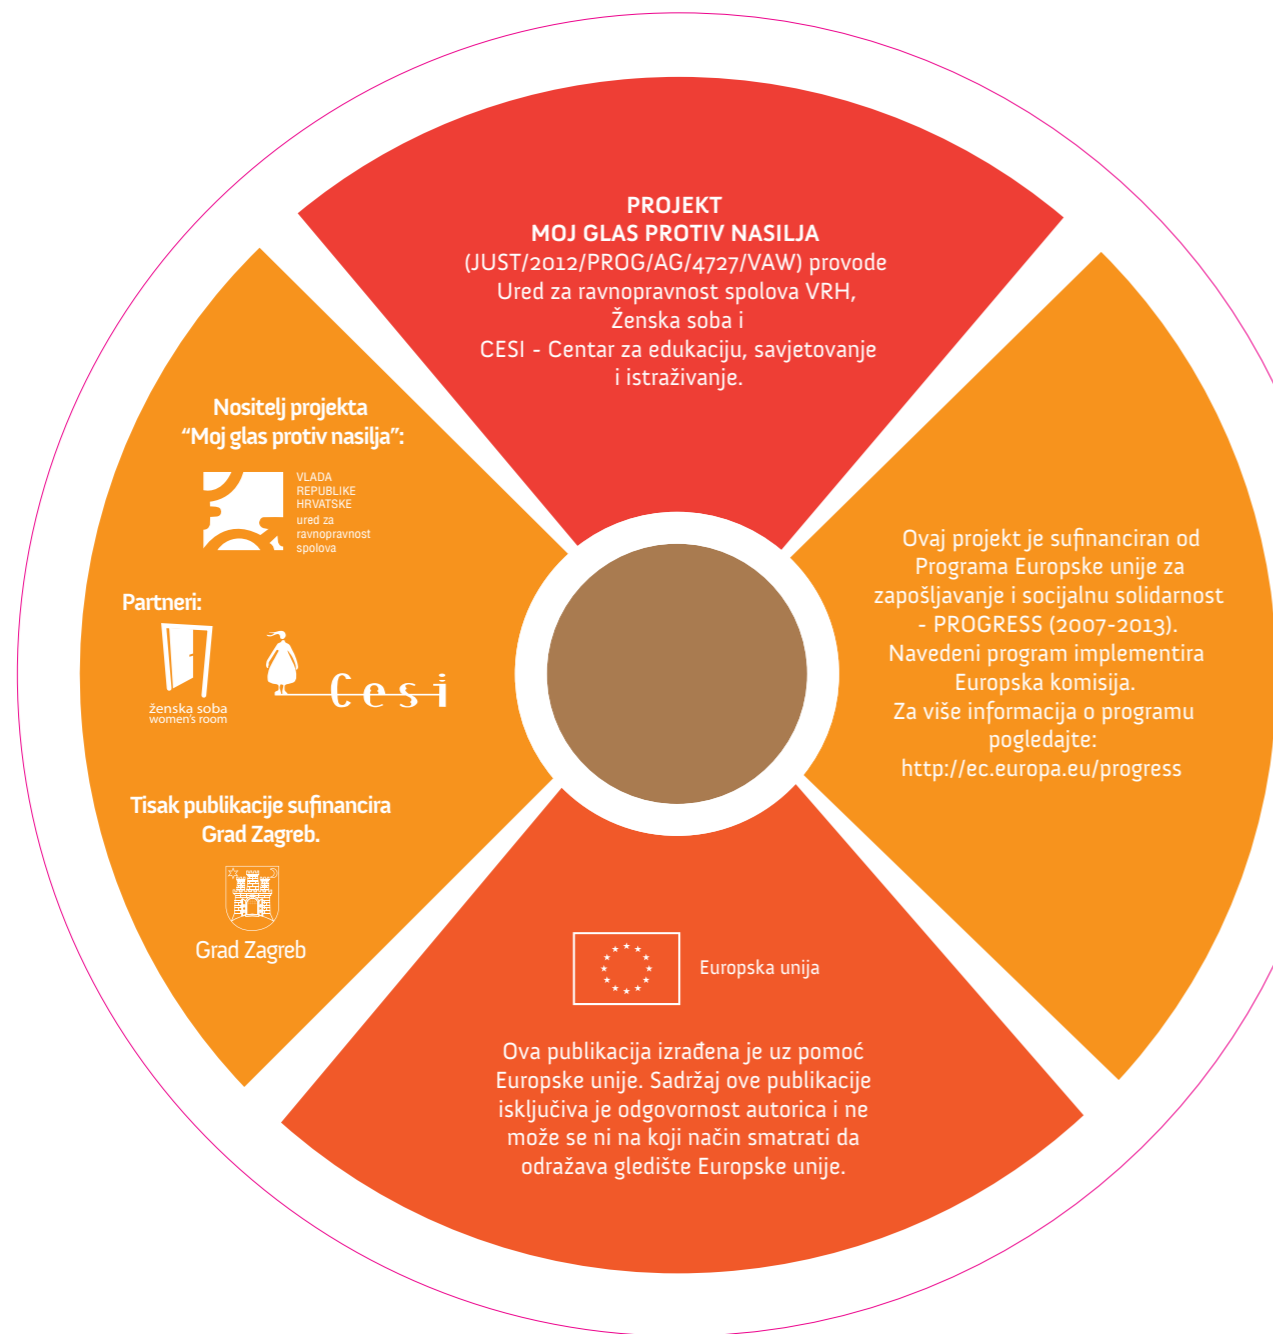 PROJEKT
MOJ GLAS PROTIV NASILJA
(JUST/2012/PROG/AG/4727/VAW) provode
Ured za ravnopravnost spolova VRH,
Ženska soba i
CESI - Centar za edukaciju, savjetovanje
i istraživanje.
Nositelj projekta
“Moj glas protiv nasilja”:
VLADA
REPUBLIKE
HRVATSKE
ured za
ravnopravnost
spolova
Partneri:
ženska soba
women's room
Cesi
Tisak publikacije sufinancira
Grad Zagreb.
Grad Zagreb
Ovaj projekt je sufinanciran od
Programa Europske unije za
zapošljavanje i socijalnu solidarnost
- PROGRESS (2007-2013).
Navedeni program implementira
Europska komisija.
Za više informacija o programu
pogledajte:
http://ec.europa.eu/progress
Europska unija
Ova publikacija izrađena je uz pomoć
Europske unije. Sadržaj ove publikacije
isključiva je odgovornost autorica i ne
može se ni na koji način smatrati da
odražava gledište Europske unije.